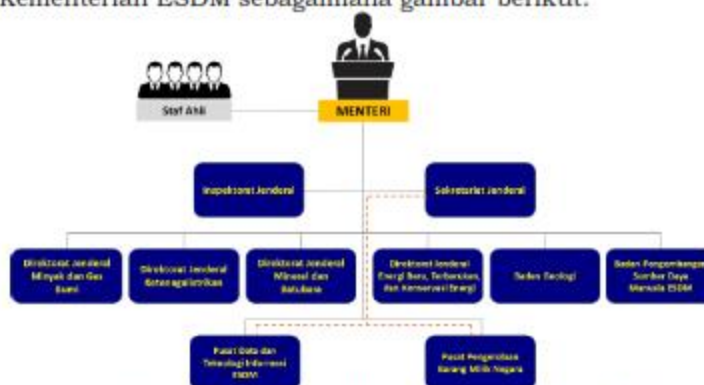 Kementerian ESDM sebagaimana gambar berikut:
Staf Ahli
MENTERI
Inspektorat Jenderal
Sekretariat Jenderal
Direktorat Jenderal
Minyak dan Gas
Bumi
Direktorat Jenderal
Ketenagalistrikan
Direktorat Jenderal
Mineral dan
Batubara
Direktorat Jenderal
Energi Baru, Terbarukan,
dan Konservasi Energi
Badan Geologi
Badan Pengembangan
Sumber Daya
Manusia ESDM
Pusat Data dan
Teknologi Informasi
ESDM
Pusat Pengelolaan
Barang Milik Negara